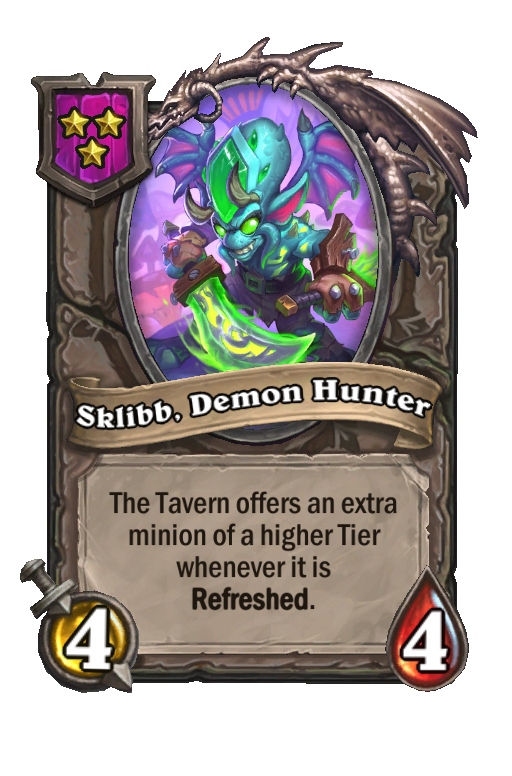 Sklibb, Demon Hunter
The Tavern offers an extra
minion of a higher Tier
whenever it is
Refreshed.
4
4